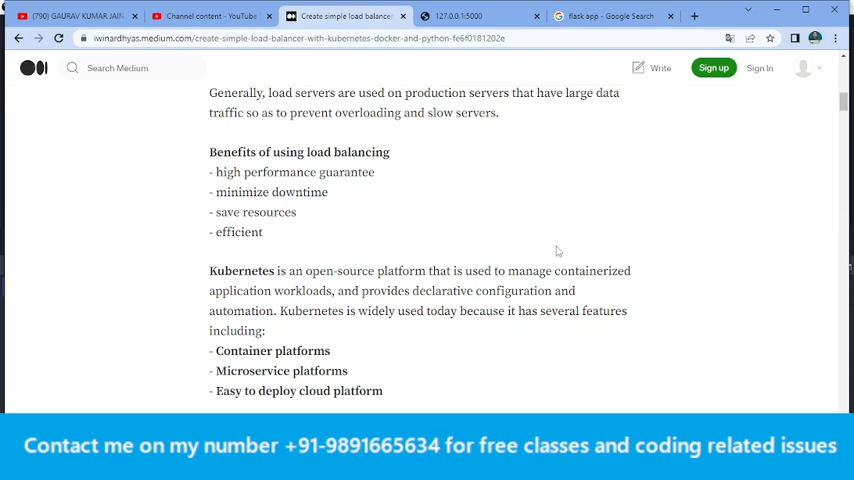 (790) GAURAV KUMAR JAIN
Channel content - YouTube
Create simple load balancer
127.0.0.1:5000
flask app - Google Search
iwinardhyas.medium.com/create-simple-load-balancer-with-kubernetes-docker-and-python-fe6f0181202e
Search Medium
Write
Sign up
Sign In
Generally, load servers are used on production servers that have large data
traffic so as to prevent overloading and slow servers.
Benefits of using load balancing
- high performance guarantee
- minimize downtime
- save resources
- efficient
Kubernetes is an open-source platform that is used to manage containerized
application workloads, and provides declarative configuration and
automation. Kubernetes is widely used today because it has several features
including:
- Container platforms
- Microservice platforms
- Easy to deploy cloud platform
Contact me on my number +91-9891665634 for free classes and coding related issues